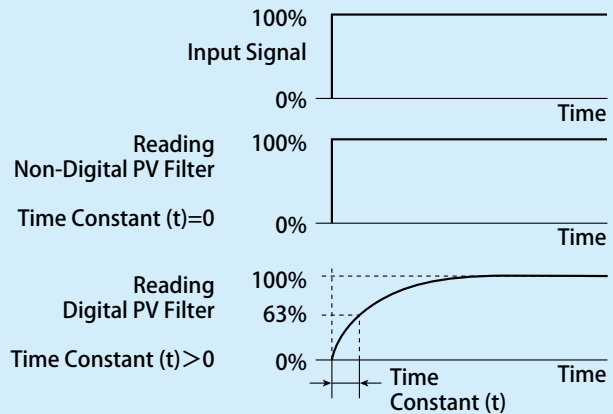 100%
Input Signal
0%
Time
Reading
Non-Digital PV Filter
100%
Time Constant (t)=0
0%
Time
Reading
Digital PV Filter
100%
63%
Time Constant (t)>0
0%
Time
Time
Constant (t)